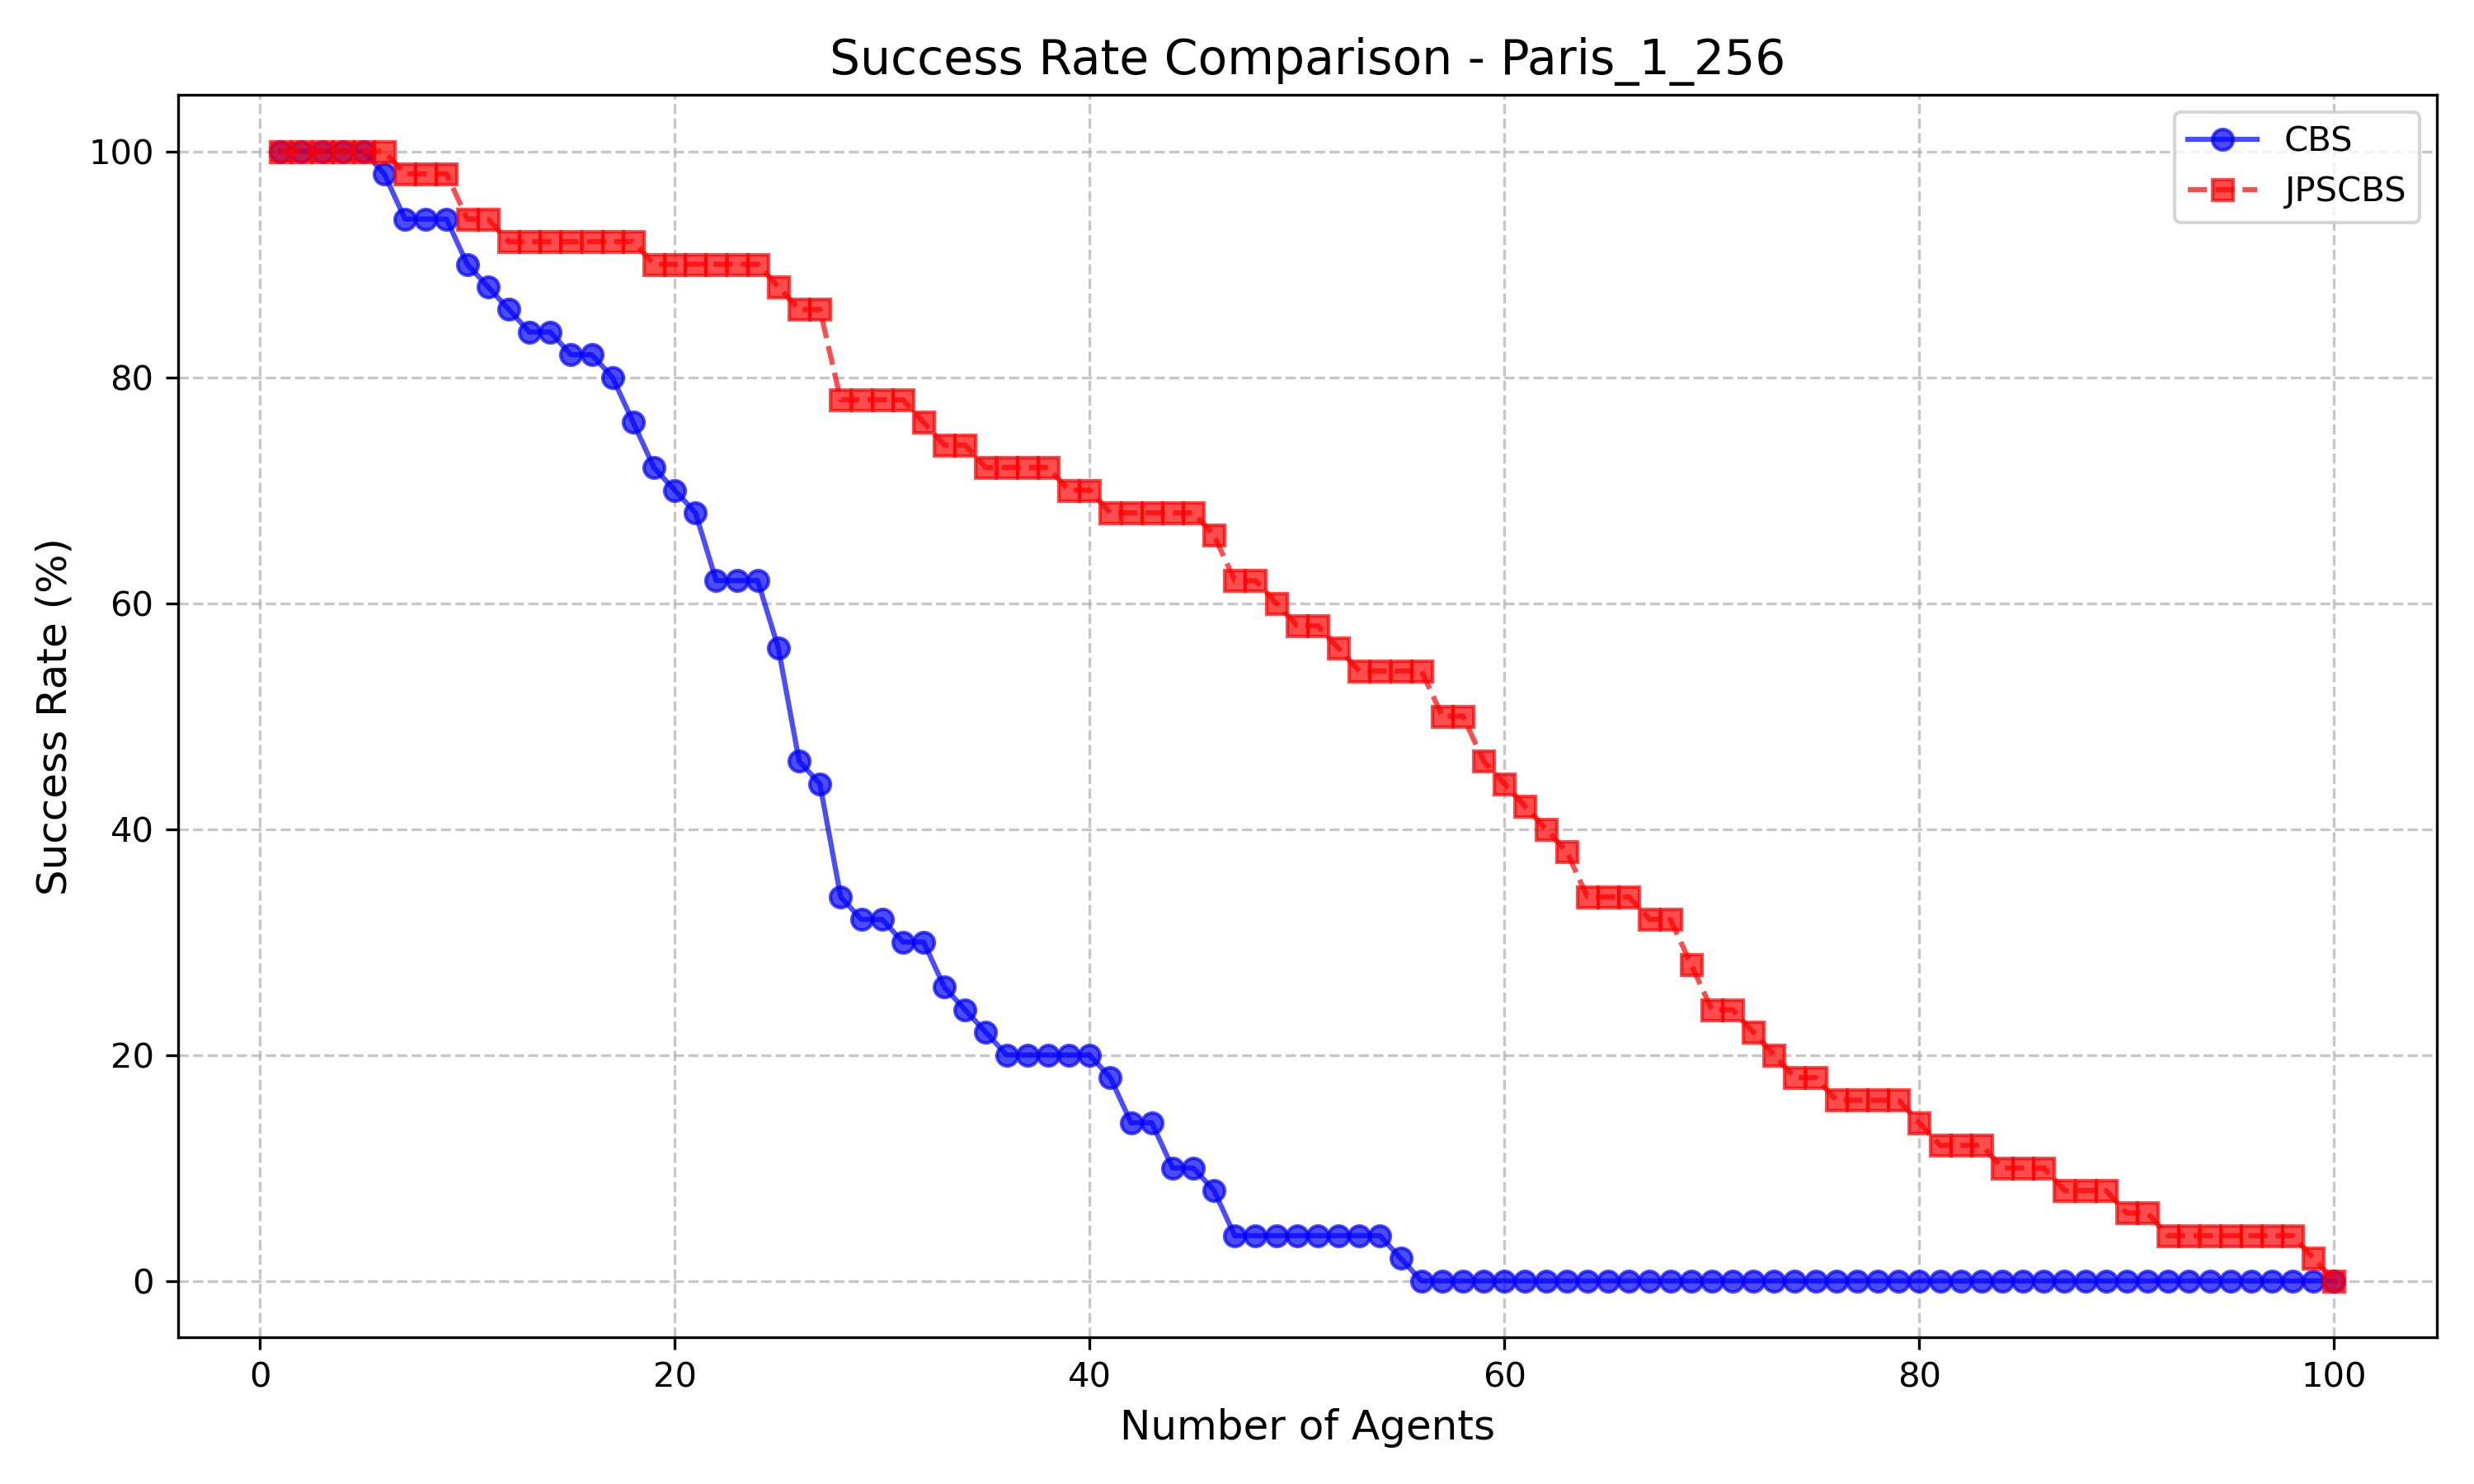 Success Rate Comparison - Paris_1_256
CBS
JPSCBS
100
80
60
40
20
0
Success Rate (%)
0 20 40 60 80 100
Number of Agents